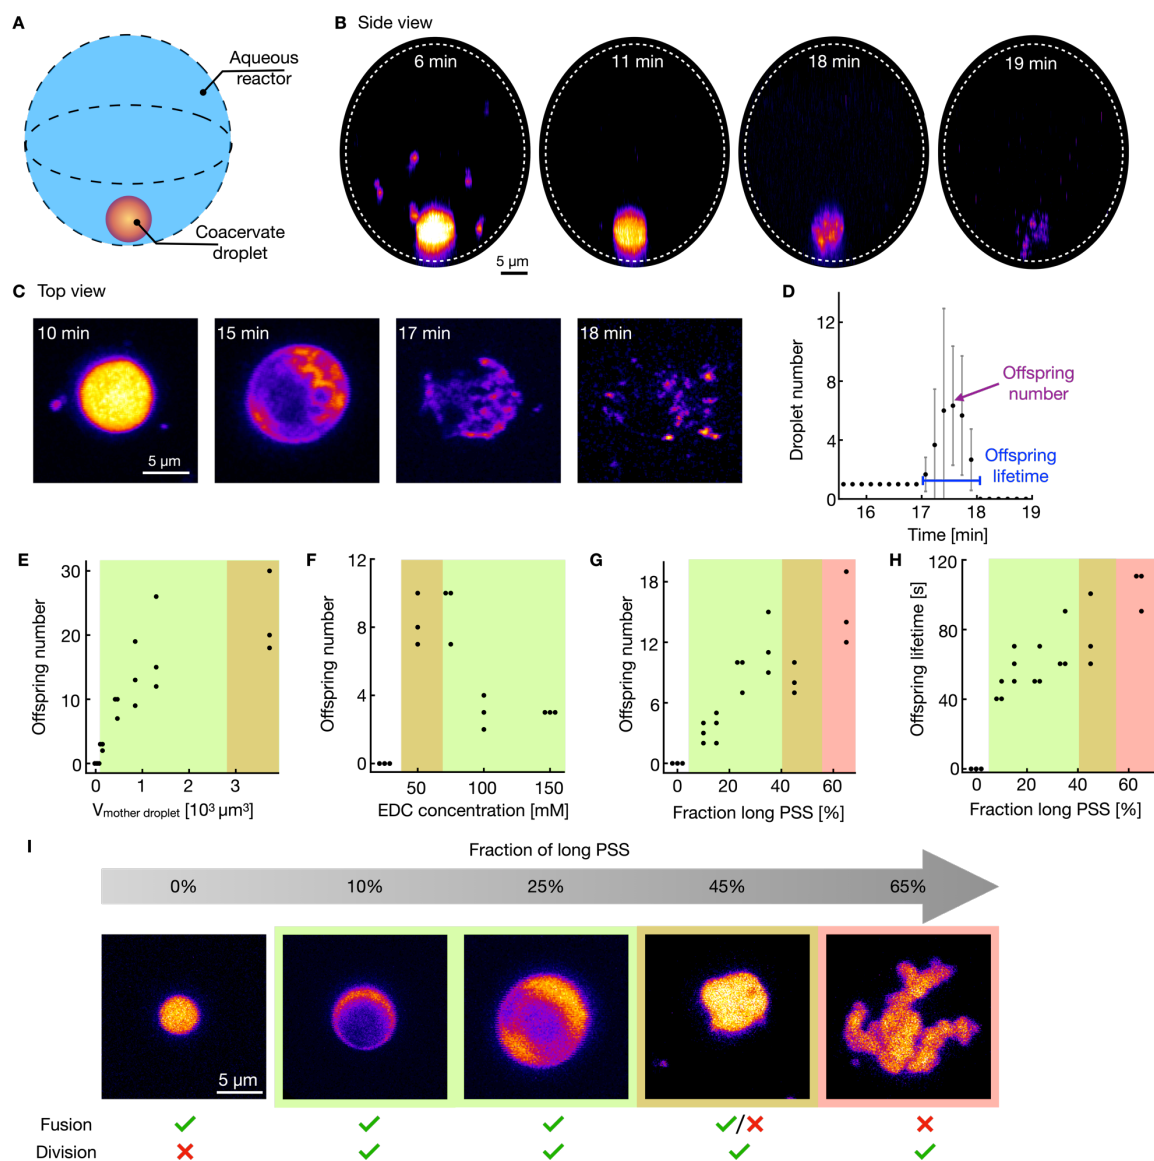 A
Aqueous
reactor
Coacervate
droplet
B Side view
6 min
11 min
18 min
19 min
5 µm
C Top view
10 min
15 min
17 min
18 min
5 µm
D
Droplet number
12
8
4
0
Offspring
number
Offspring
lifetime
16
17
18
19
Time [min]
E
Offspring number
30
20
10
0
0
1
2
3
Vmother droplet [10³ µm³]
F
Offspring number
12
8
4
0
50
100
150
EDC concentration [mM]
G
Offspring number
18
12
6
0
0
20
40
60
Fraction long PSS [%]
H
Offspring lifetime [s]
120
80
40
0
0
20
40
60
Fraction long PSS [%]
I
Fraction of long PSS
0%
10%
25%
45%
65%
5 µm
Fusion
/
Division